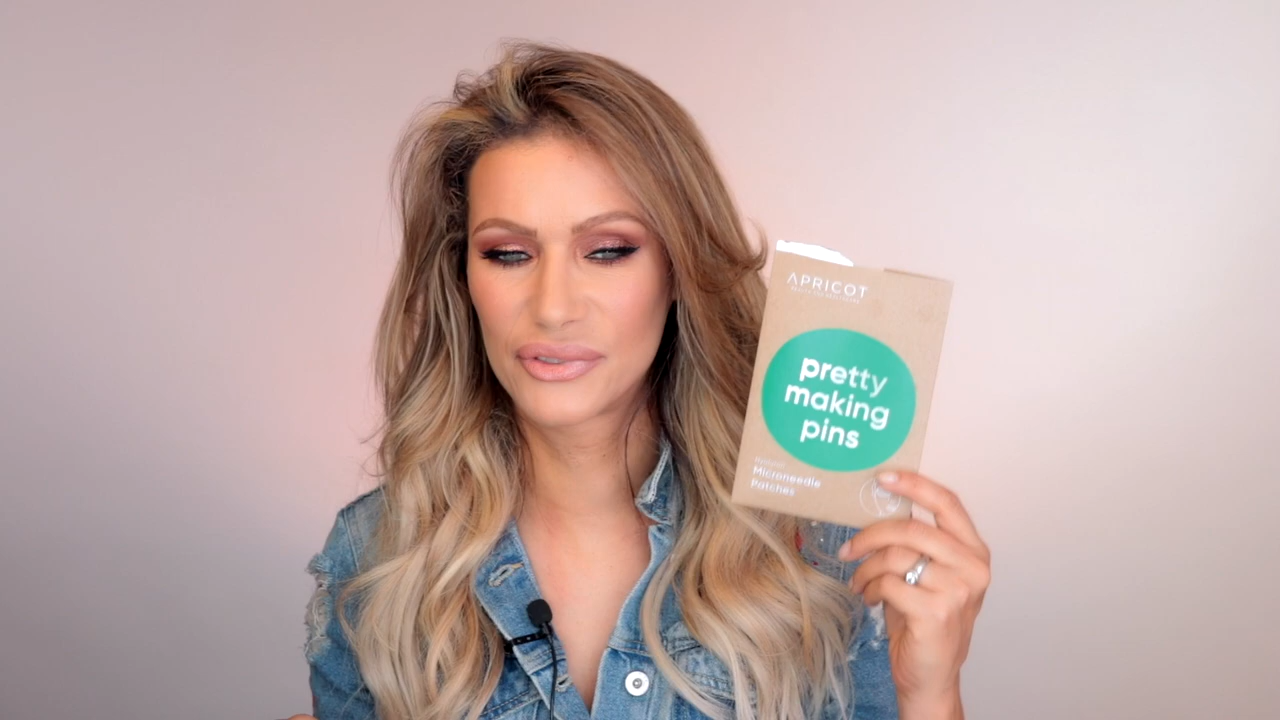 APRICOT
pretty
making
pins
Microneedle
Patches